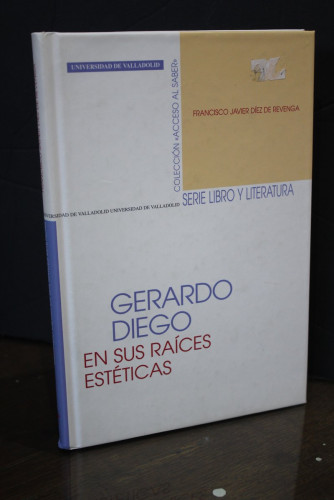 UNIVERSIDAD DE VALLADOLID
COLECCIÓN «ACCESO AL SABER»
FRANCISCO JAVIER DÍEZ DE REVENGA
UNIVERSIDAD DE VALLADOLID UNIVERSIDAD DE VALLADOLID
SERIE LIBRO Y LITERATURA
GERARDO
DIEGO
EN SUS RAÍCES
ESTÉTICAS